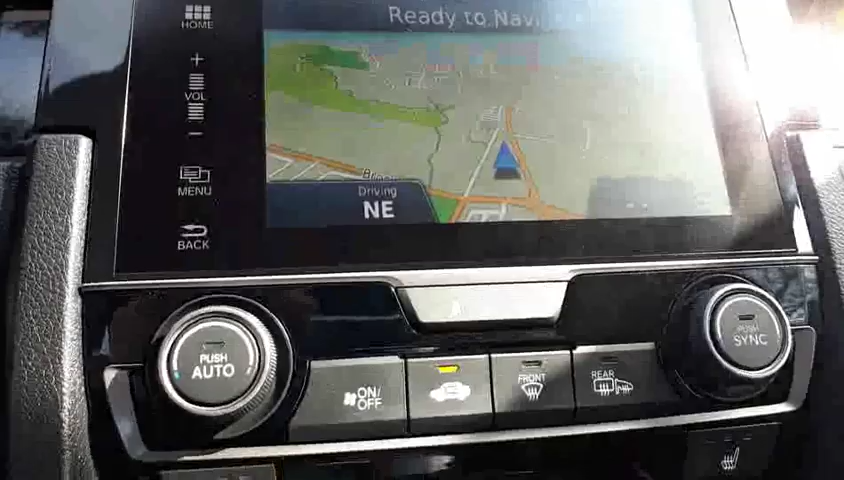 HOME
Ready to Navi
+
VOL
−
MENU
BACK
Driving
NE
PUSH
AUTO
ON/
OFF
FRONT
REAR
PUSH
SYNC